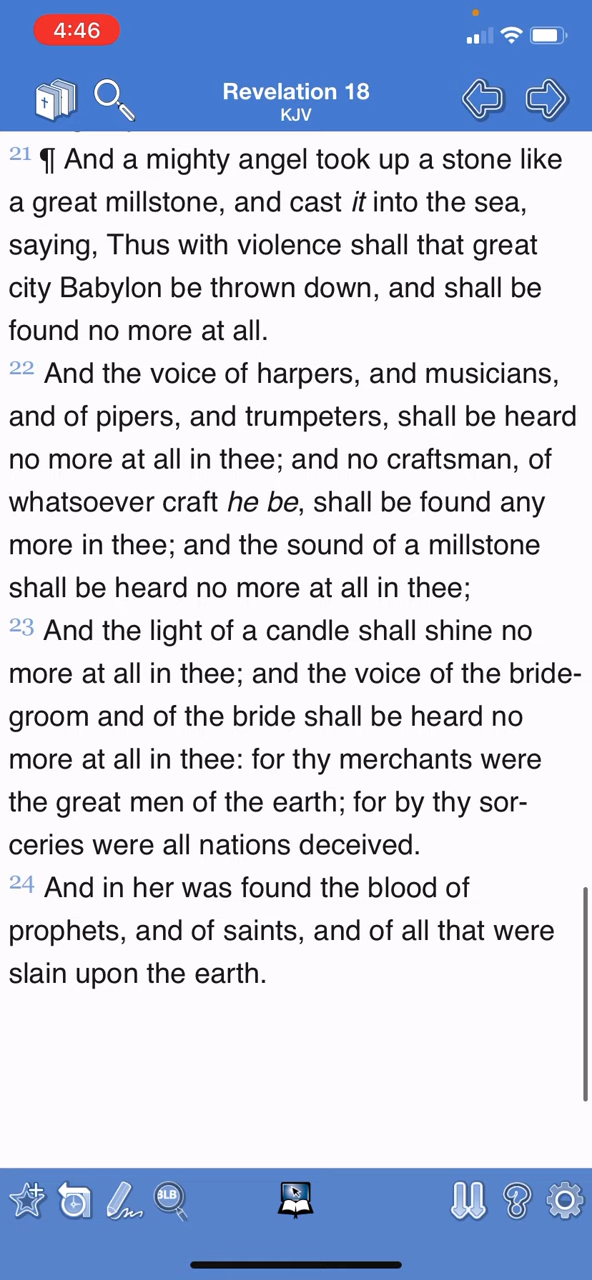 4:46
Revelation 18
KJV
21 ¶ And a mighty angel took up a stone like
a great millstone, and cast it into the sea,
saying, Thus with violence shall that great
city Babylon be thrown down, and shall be
found no more at all.
22 And the voice of harpers, and musicians,
and of pipers, and trumpeters, shall be heard
no more at all in thee; and no craftsman, of
whatsoever craft he be, shall be found any
more in thee; and the sound of a millstone
shall be heard no more at all in thee;
23 And the light of a candle shall shine no
more at all in thee; and the voice of the bride-
groom and of the bride shall be heard no
more at all in thee: for thy merchants were
the great men of the earth; for by thy sor-
ceries were all nations deceived.
24 And in her was found the blood of
prophets, and of saints, and of all that were
slain upon the earth.
BLB